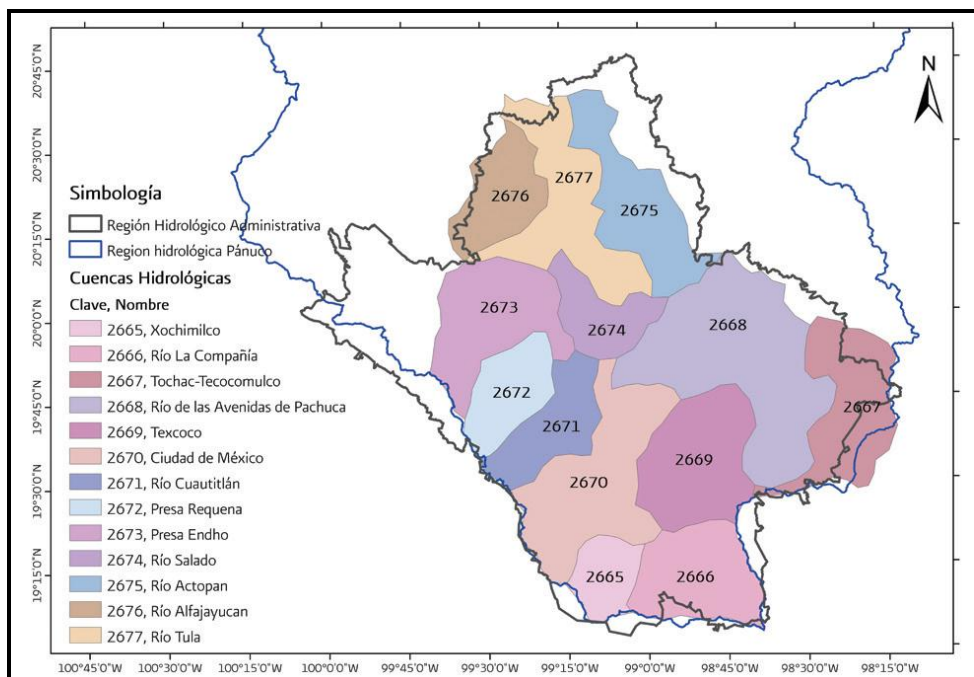 N
20°45'0"N
20°30'0"N
20°15'0"N
20°0'0"N
19°45'0"N
19°30'0"N
19°15'0"N
Simbología
Región Hidrológico Administrativa
Region hidrológica Pánuco
Cuencas Hidrológicas
Clave, Nombre
2665, Xochimilco
2666, Río La Compañía
2667, Tochac-Tecocomulco
2668, Río de las Avenidas de Pachuca
2669, Texcoco
2670, Ciudad de México
2671, Río Cuautitlán
2672, Presa Requena
2673, Presa Endho
2674, Río Salado
2675, Río Actopan
2676, Río Alfajayucan
2677, Río Tula
2677
2676
2675
2673
2674
2668
2672
2671
2667
2669
2670
2665
2666
100°45'0"W 100°30'0"W 100°15'0"W 100°0'0"W 99°45'0"W 99°30'0"W 99°15'0"W 99°0'0"W 98°45'0"W 98°30'0"W 98°15'0"W